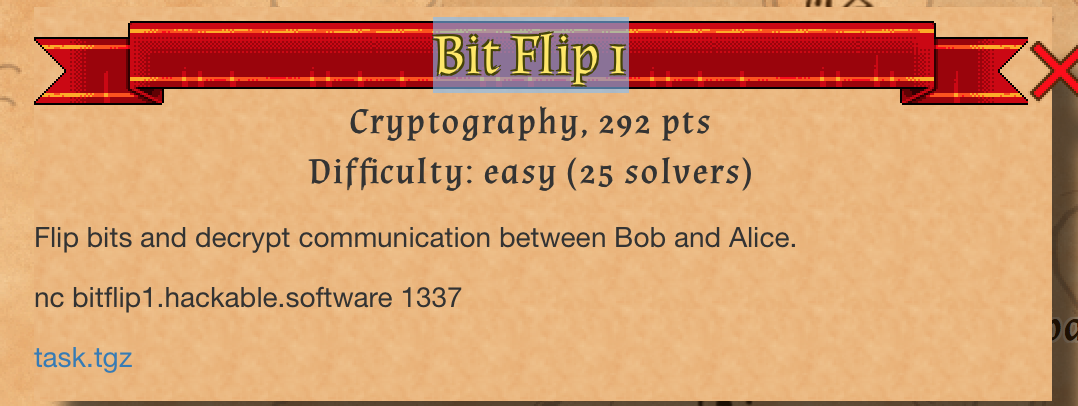 Bit Flip 1
Cryptography, 292 pts
Difficulty: easy (25 solvers)
Flip bits and decrypt communication between Bob and Alice.
nc bitflip1.hackable.software 1337
task.tgz